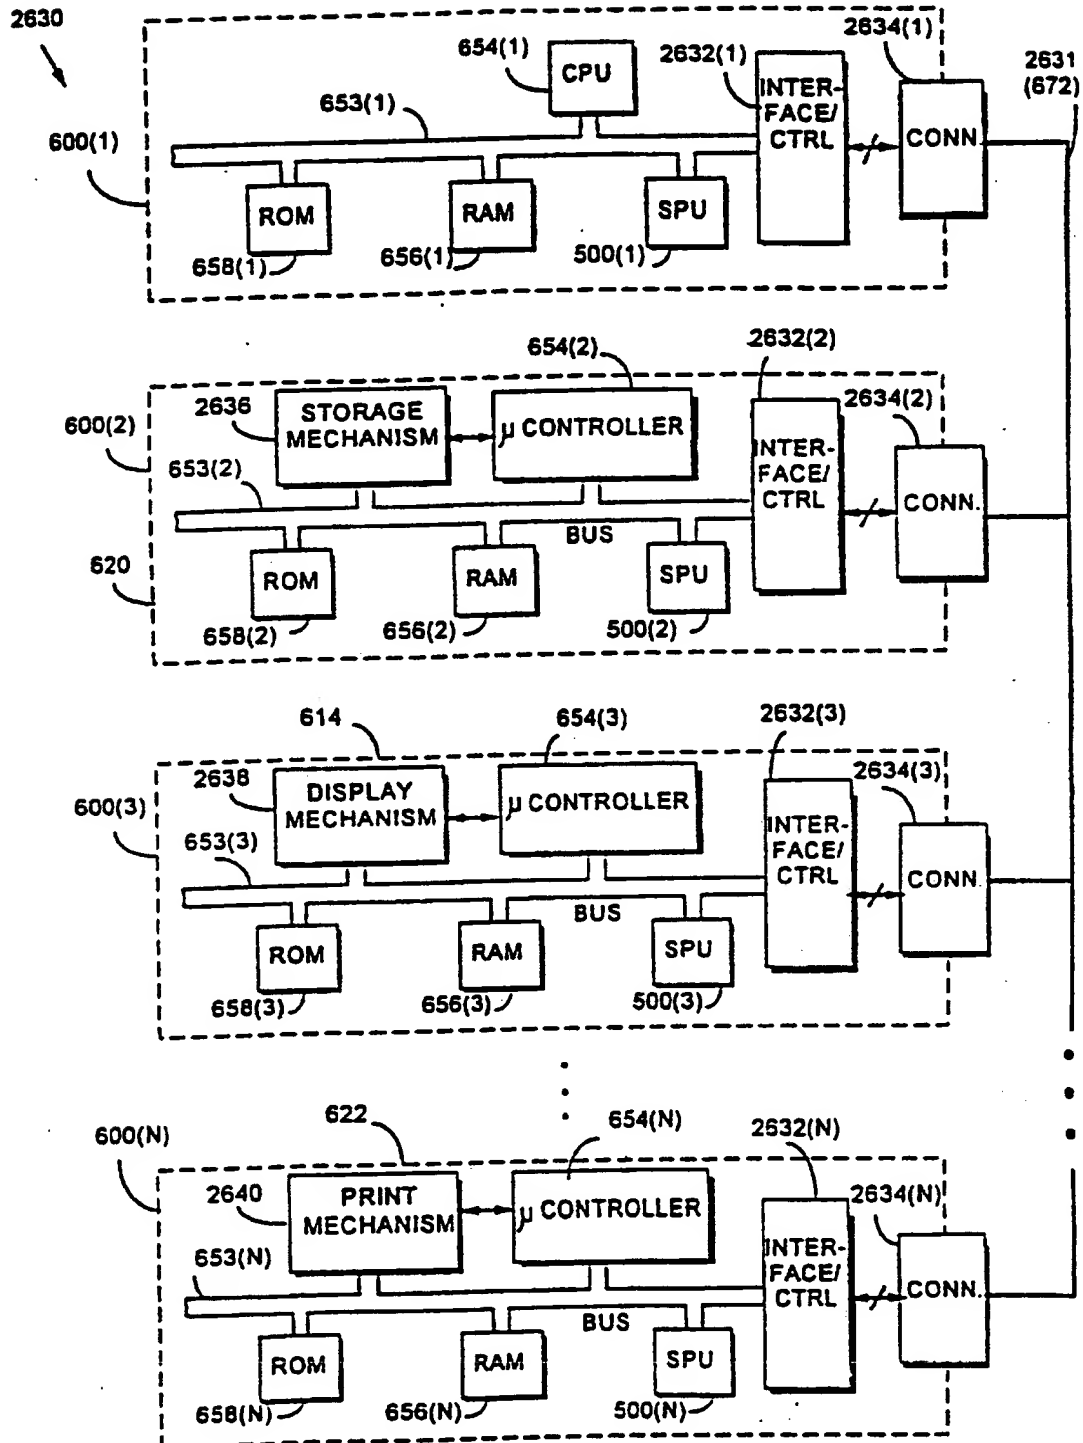 2630
2634(1)
654(1)
2632(1)
2631
(672)
CPU
INTER-
FACE/
CTRL
653(1)
600(1)
CONN.
ROM
RAM
SPU
658(1)
656(1)
500(1)
2632(2)
654(2)
2634(2)
600(2)
2636
STORAGE
MECHANISM
µ CONTROLLER
INTER-
FACE/
CTRL
653(2)
CONN.
BUS
620
ROM
RAM
SPU
658(2)
656(2)
500(2)
614
654(3)
2632(3)
2634(3)
2638
DISPLAY
MECHANISM
µ CONTROLLER
600(3)
INTER-
FACE/
CTRL
653(3)
CONN.
BUS
ROM
RAM
SPU
658(3)
656(3)
500(3)
622
654(N)
2632(N)
600(N)
2640
PRINT
MECHANISM
µ CONTROLLER
2634(N)
INTER-
FACE/
CTRL
653(N)
CONN.
BUS
ROM
RAM
SPU
658(N)
656(N)
500(N)